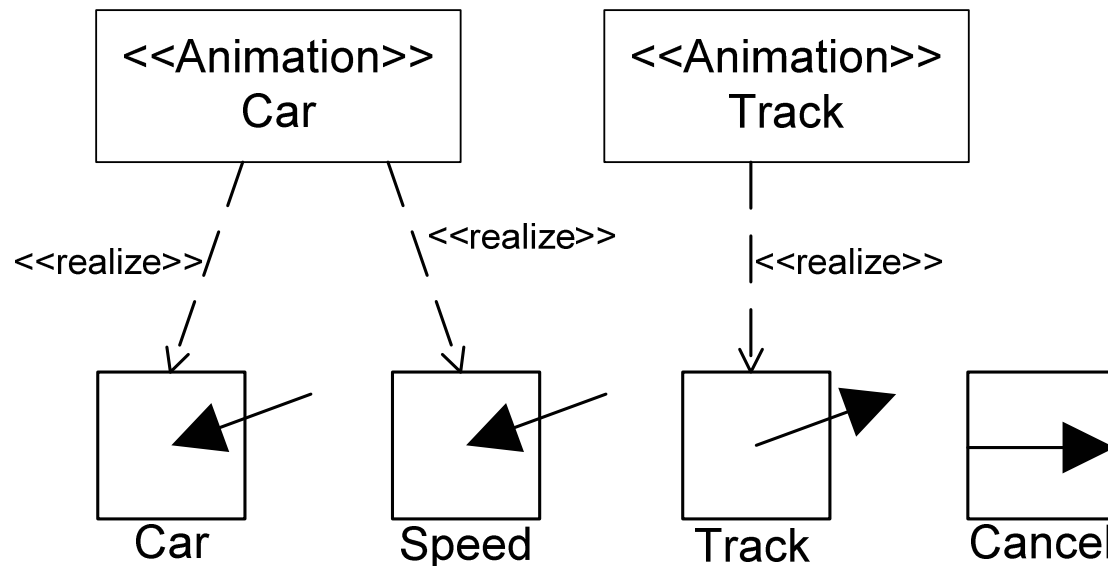 <<Animation>>
Car
<<Animation>>
Track
<<realize>>
<<realize>>
<<realize>>
Car
Speed
Track
Cancel